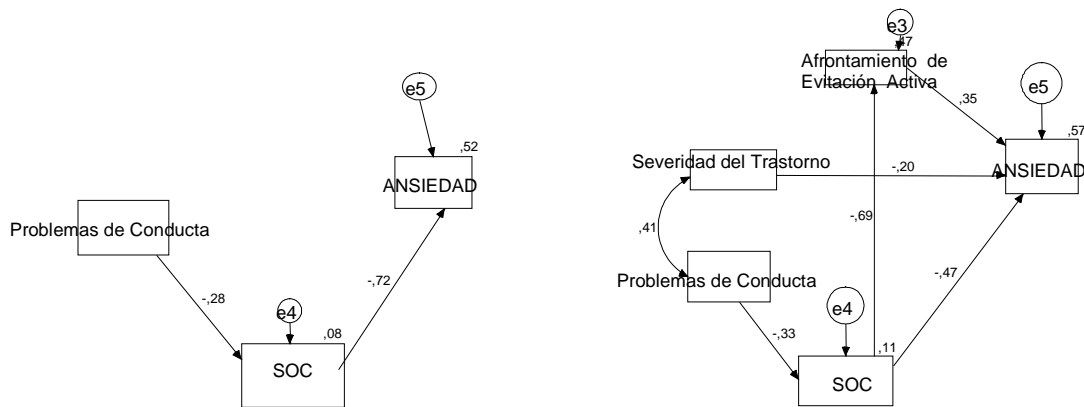 e5
,52
ANSIEDAD
Problemas de Conducta
-,28
-,72
e4
,08
SOC
e3
,47
Afrontamiento de
Evitación Activa
e5
,35
,57
ANSIEDAD
Severidad del Trastorno
-,20
,41
-,69
Problemas de Conducta
-,47
e4
-,33
,11
SOC